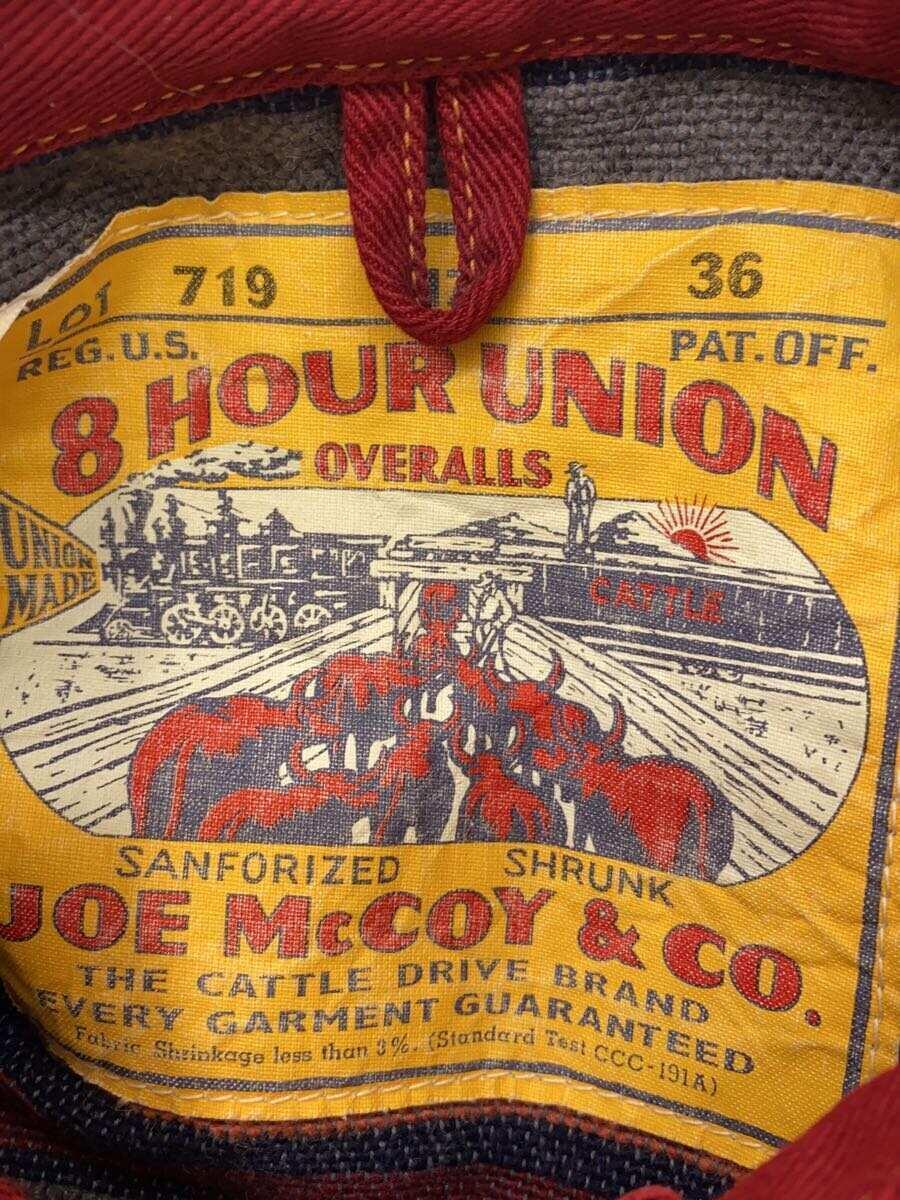 LOT 719 36
REG. U.S. PAT. OFF.
8 HOUR UNION
OVERALLS
UNION
MADE
CATTLE
SANFORIZED SHRUNK
JOE McCOY & CO.
THE CATTLE DRIVE BRAND
EVERY GARMENT GUARANTEED
Fabric Shrinkage less than 3%. (Standard Test CCC-191A)